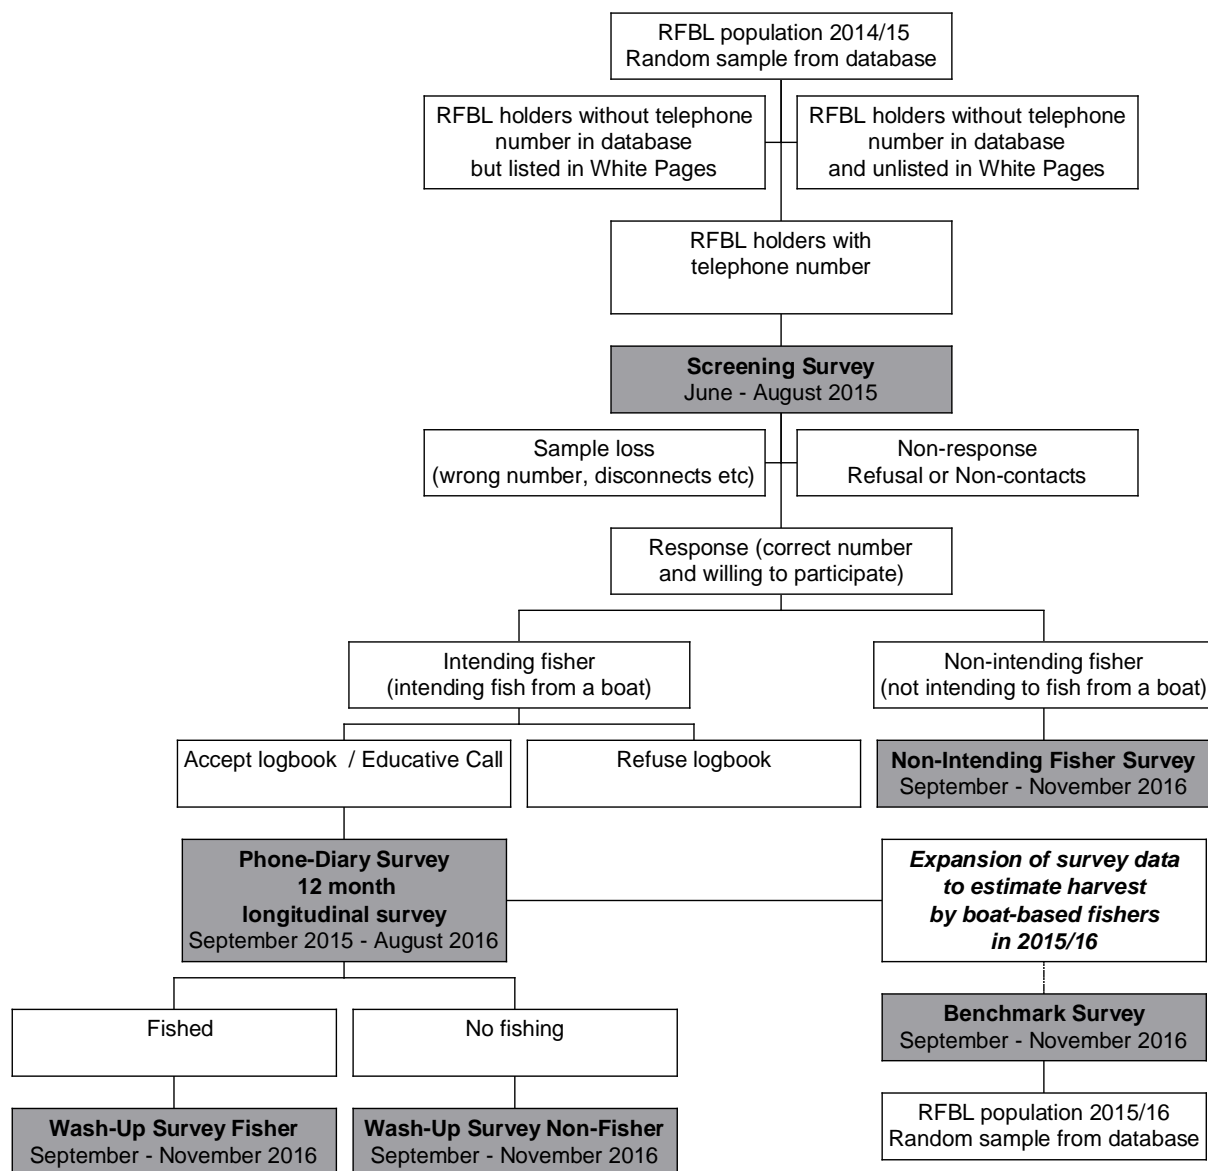 RFBL population 2014/15
Random sample from database
RFBL holders without telephone
number in database
but listed in White Pages
RFBL holders without telephone
number in database
and unlisted in White Pages
RFBL holders with
telephone number
Screening Survey
June - August 2015
Sample loss
(wrong number, disconnects etc)
Non-response
Refusal or Non-contacts
Response (correct number
and willing to participate)
Intending fisher
(intending fish from a boat)
Non-intending fisher
(not intending to fish from a boat)
Accept logbook / Educative Call
Refuse logbook
Non-Intending Fisher Survey
September - November 2016
Phone-Diary Survey
12 month
longitudinal survey
September 2015 - August 2016
Expansion of survey data
to estimate harvest
by boat-based fishers
in 2015/16
Fished
No fishing
Benchmark Survey
September - November 2016
Wash-Up Survey Fisher
September - November 2016
Wash-Up Survey Non-Fisher
September - November 2016
RFBL population 2015/16
Random sample from database